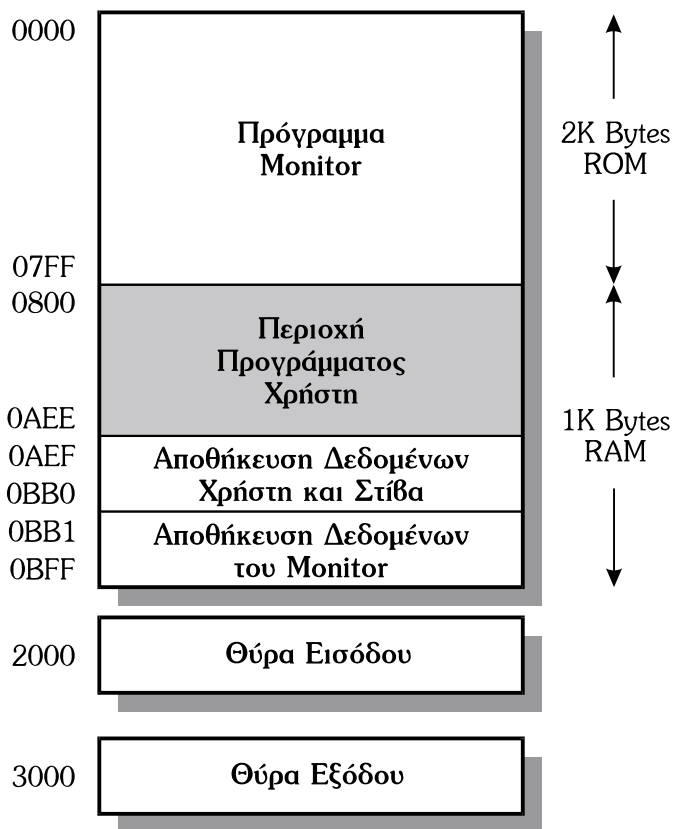 0000
Πρόγραμμα
Monitor
2K Bytes
ROM
07FF
0800
Περιοχή
Προγράμματος
Χρήστη
0AEE
1K Bytes
RAM
0AEF
Αποθήκευση Δεδομένων
0BB0
Χρήστη και Στίβα
0BB1
Αποθήκευση Δεδομένων
0BFF
του Monitor
2000
Θύρα Εισόδου
3000
Θύρα Εξόδου